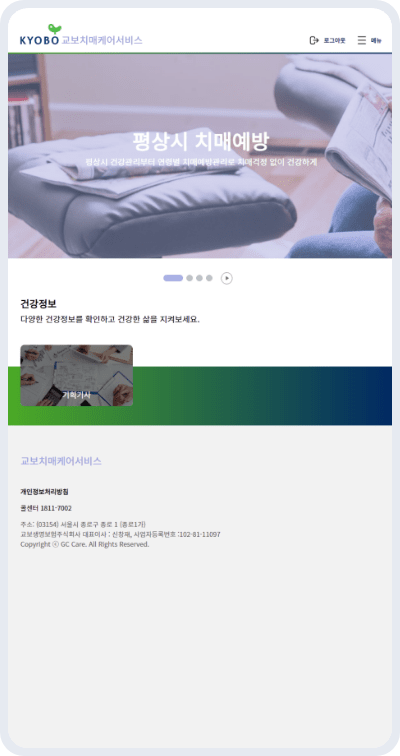 KYOBO 교보치매케어서비스
로그아웃
메뉴
평상시 치매예방
평상시 건강관리부터 연령별 치매예방관리로 치매걱정 없이 건강하게
건강정보
다양한 건강정보를 확인하고 건강한 삶을 지켜보세요.
기획기사
교보치매케어서비스
개인정보처리방침
콜센터 1811-7002
주소: (03154) 서울시 종로구 종로 1 (종로1가)
교보생명보험주식회사 대표이사 : 신창재, 사업자등록번호 :102-81-11097
Copyright ⓒ GC Care. All Rights Reserved.